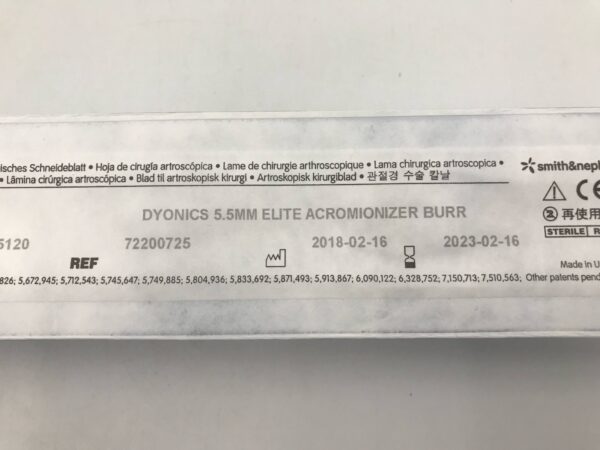 isches Schneideblatt • Hoja de cirugía artroscópica • Lame de chirurgie arthroscopique • Lama chirurgica artroscopica •
• Lâmina cirúrgica artroscópica • Blad til artroskopisk kirurgi • Artroskopisk kirurgiblad • 관절경 수술 칼날
smith&neph
CE
DYONICS 5.5MM ELITE ACROMIONIZER BURR
2 再使用
STERILE R
5120 REF 72200725 2018-02-16 2023-02-16
Made in U
826; 5,672,945; 5,712,543; 5,745,647; 5,749,885; 5,804,936; 5,833,692; 5,871,493; 5,913,867; 6,090,122; 6,328,752; 7,150,713; 7,510,563; Other patents pend